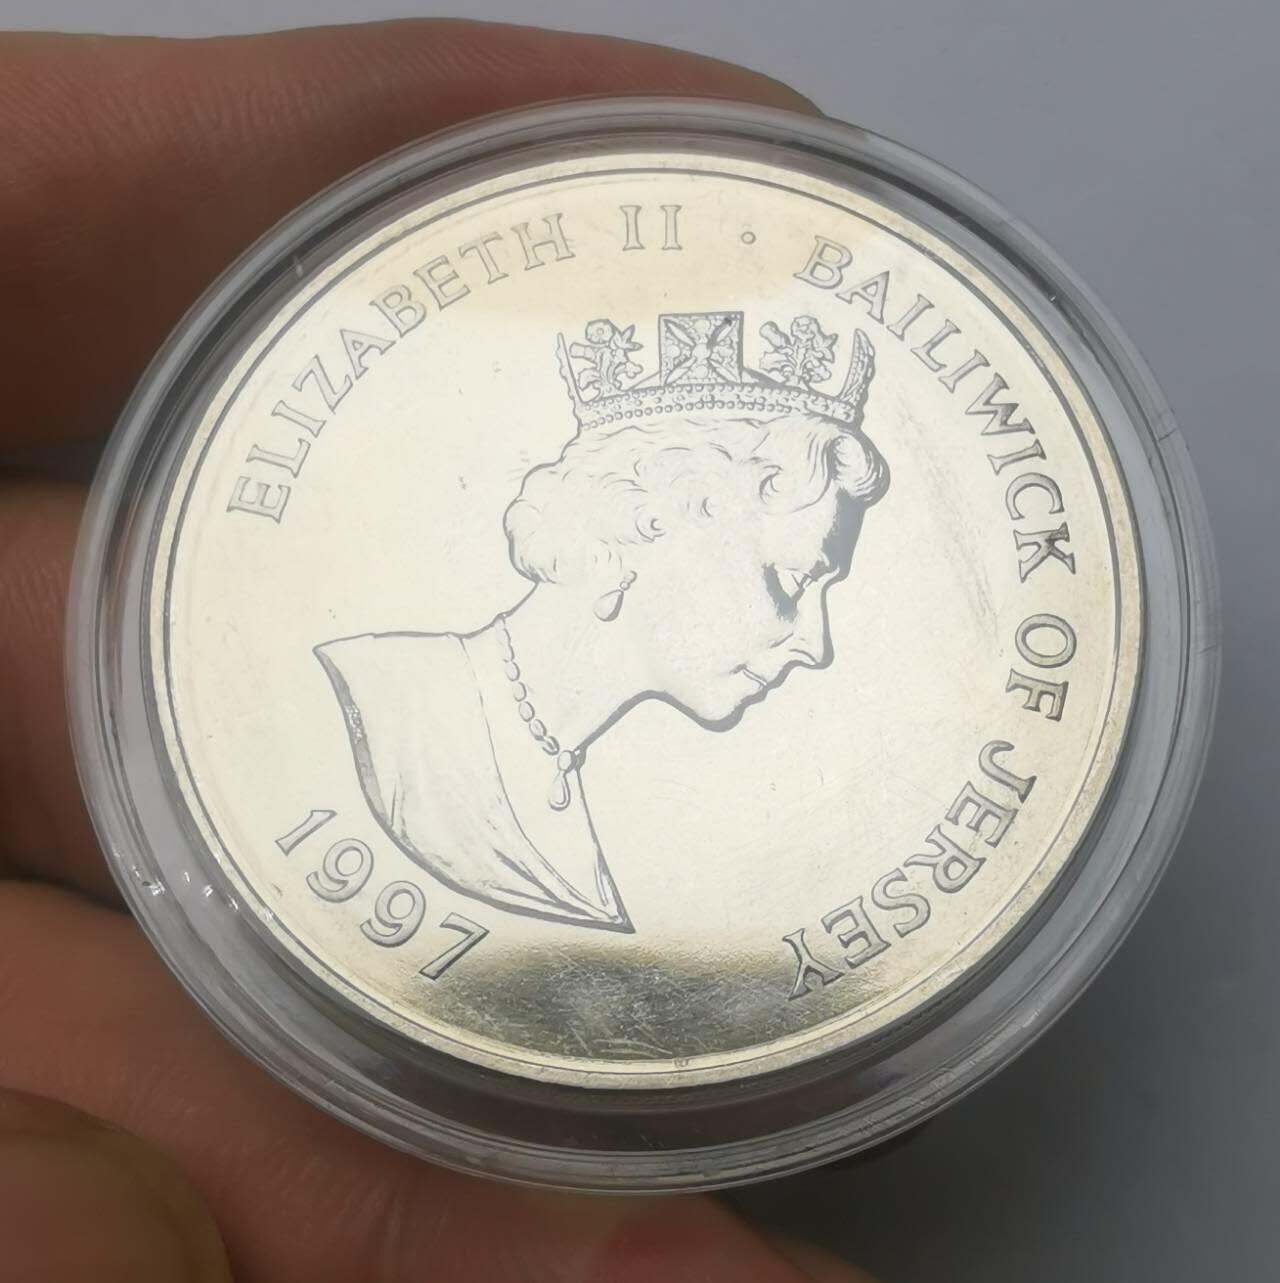 ELIZABETH II · BAILIWICK OF JERSEY
1997